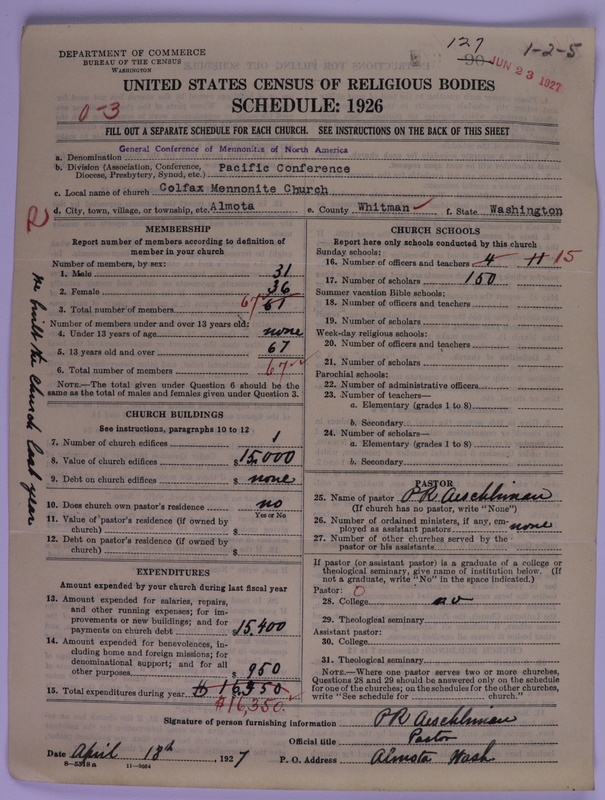 DEPARTMENT OF COMMERCE
BUREAU OF THE CENSUS
WASHINGTON
127
90
JUN 23 1927
1-2-5
UNITED STATES CENSUS OF RELIGIOUS BODIES
SCHEDULE: 1926
0-3
FILL OUT A SEPARATE SCHEDULE FOR EACH CHURCH. SEE INSTRUCTIONS ON THE BACK OF THIS SHEET
General Conference of Mennonites of North America
a. Denomination
b. Division (Association, Conference, Diocese, Presbytery, Synod, etc.) Pacific Conference
c. Local name of church Colfax Mennonite Church
d. City, town, village, or township, etc. Almota e. County Whitman f. State Washington
2
we built the Church last year
MEMBERSHIP
Report number of members according to definition of
member in your church
Number of members, by sex:
1. Male 31
2. Female 36
3. Total number of members 67 61
Number of members under and over 13 years old:
4. Under 13 years of age none
5. 13 years old and over 67
6. Total number of members 67
NOTE.—The total given under Question 6 should be the
same as the total of males and females given under Question 3.
CHURCH BUILDINGS
See instructions, paragraphs 10 to 12
7. Number of church edifices 1
8. Value of church edifices $15,000
9. Debt on church edifices $none
10. Does church own pastor's residence no
Yes or No
11. Value of pastor's residence (if owned by
church) $
12. Debt on pastor's residence (if owned by
church) $
EXPENDITURES
Amount expended by your church during last fiscal year
13. Amount expended for salaries, repairs,
and other running expenses; for im-
provements or new buildings; and for
payments on church debt $15,400
14. Amount expended for benevolences, in-
cluding home and foreign missions; for
denominational support; and for all
other purposes $950
15. Total expenditures during year $16,350
$16,350.
CHURCH SCHOOLS
Report here only schools conducted by this church
Sunday schools:
16. Number of officers and teachers 4 11 15
17. Number of scholars 150
Summer vacation Bible schools:
18. Number of officers and teachers
19. Number of scholars
Week-day religious schools:
20. Number of officers and teachers
21. Number of scholars
Parochial schools:
22. Number of administrative officers
23. Number of teachers—
a. Elementary (grades 1 to 8)
b. Secondary
24. Number of scholars—
a. Elementary (grades 1 to 8)
b. Secondary
PASTOR
25. Name of pastor P R Aeschliman
(If church has no pastor, write "None")
26. Number of ordained ministers, if any, em-
ployed as assistant pastors none
27. Number of other churches served by the
pastor or his assistants
If pastor (or assistant pastor) is a graduate of a college or
theological seminary, give name of institution below. (If
not a graduate, write "No" in the space indicated.)
Pastor: 0
28. College no
29. Theological seminary
Assistant pastor:
30. College
31. Theological seminary
NOTE.—Where one pastor serves two or more churches,
Questions 28 and 29 should be answered only on the schedule
for one of the churches; on the schedules for the other churches,
write "See schedule for church."
Signature of person furnishing information P R Aeschliman
Official title Pastor
Date April 18th, 1927 P. O. Address Almota Wash
8-5318a 11-9064